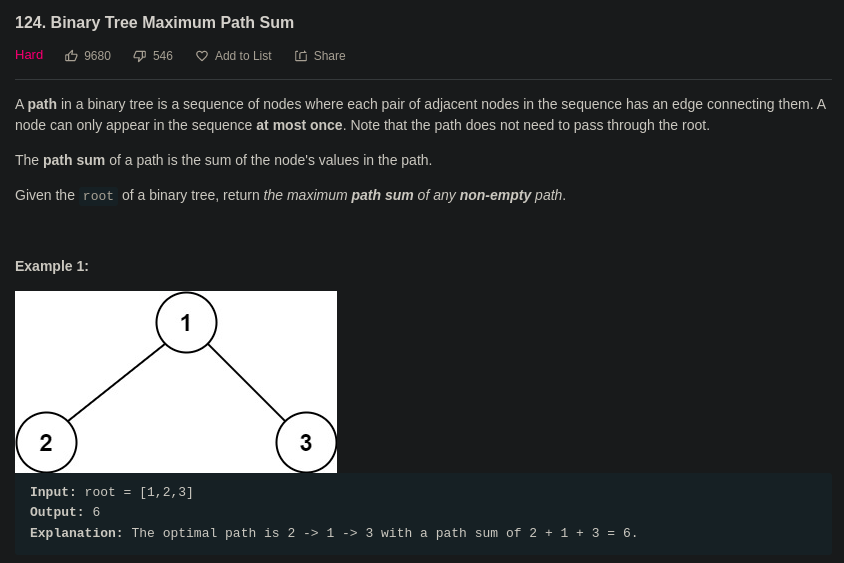 124. Binary Tree Maximum Path Sum
Hard 9680 546 Add to List Share
A path in a binary tree is a sequence of nodes where each pair of adjacent nodes in the sequence has an edge connecting them. A
node can only appear in the sequence at most once. Note that the path does not need to pass through the root.
The path sum of a path is the sum of the node's values in the path.
Given the root of a binary tree, return the maximum path sum of any non-empty path.
Example 1:
1
2 3
Input: root = [1,2,3]
Output: 6
Explanation: The optimal path is 2 -> 1 -> 3 with a path sum of 2 + 1 + 3 = 6.